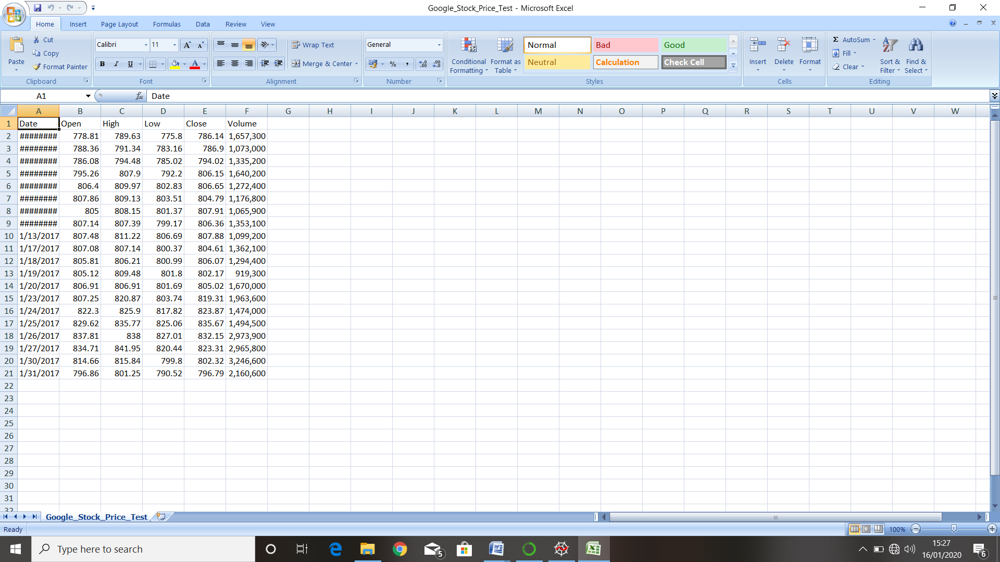 Google_Stock_Price_Test - Microsoft Excel
Home Insert Page Layout Formulas Data Review View
Paste
Cut
Copy
Format Painter
Clipboard
Calibri 11
B I U
Font
Wrap Text
Merge & Center
Alignment
General
% ,
Number
Conditional Formatting
Format as Table
Normal Bad Good
Neutral Calculation Check Cell
Styles
Insert Delete Format
Cells
Σ AutoSum
Fill
Clear
Sort & Filter
Find & Select
Editing
A1 fx Date
A B C D E F G H I J K L M N O P Q R S T U V W
1 Date Open High Low Close Volume
2 ######## 778.81 789.63 775.8 786.14 1,657,300
3 ######## 788.36 791.34 783.16 786.9 1,073,000
4 ######## 786.08 794.48 785.02 794.02 1,335,200
5 ######## 795.26 807.9 792.2 806.15 1,640,200
6 ######## 806.4 809.97 802.83 806.65 1,272,400
7 ######## 807.86 809.13 803.51 804.79 1,176,800
8 ######## 805 808.15 801.37 807.91 1,065,900
9 ######## 807.14 807.39 799.17 806.36 1,353,100
10 1/13/2017 807.48 811.22 806.69 807.88 1,099,200
11 1/17/2017 807.08 807.14 800.37 804.61 1,362,100
12 1/18/2017 805.81 806.21 800.99 806.07 1,294,400
13 1/19/2017 805.12 809.48 801.8 802.17 919,300
14 1/20/2017 806.91 806.91 801.69 805.02 1,670,000
15 1/23/2017 807.25 820.87 803.74 819.31 1,963,600
16 1/24/2017 822.3 825.9 817.82 823.87 1,474,000
17 1/25/2017 829.62 835.77 825.06 835.67 1,494,500
18 1/26/2017 837.81 838 827.01 832.15 2,973,900
19 1/27/2017 834.71 841.95 820.44 823.31 2,965,800
20 1/30/2017 814.66 815.84 799.8 802.32 3,246,600
21 1/31/2017 796.86 801.25 790.52 796.79 2,160,600
22
23
24
25
26
27
28
29
30
31
32
Google_Stock_Price_Test
Ready 100%
Type here to search
5
15:27
16/01/2020
6